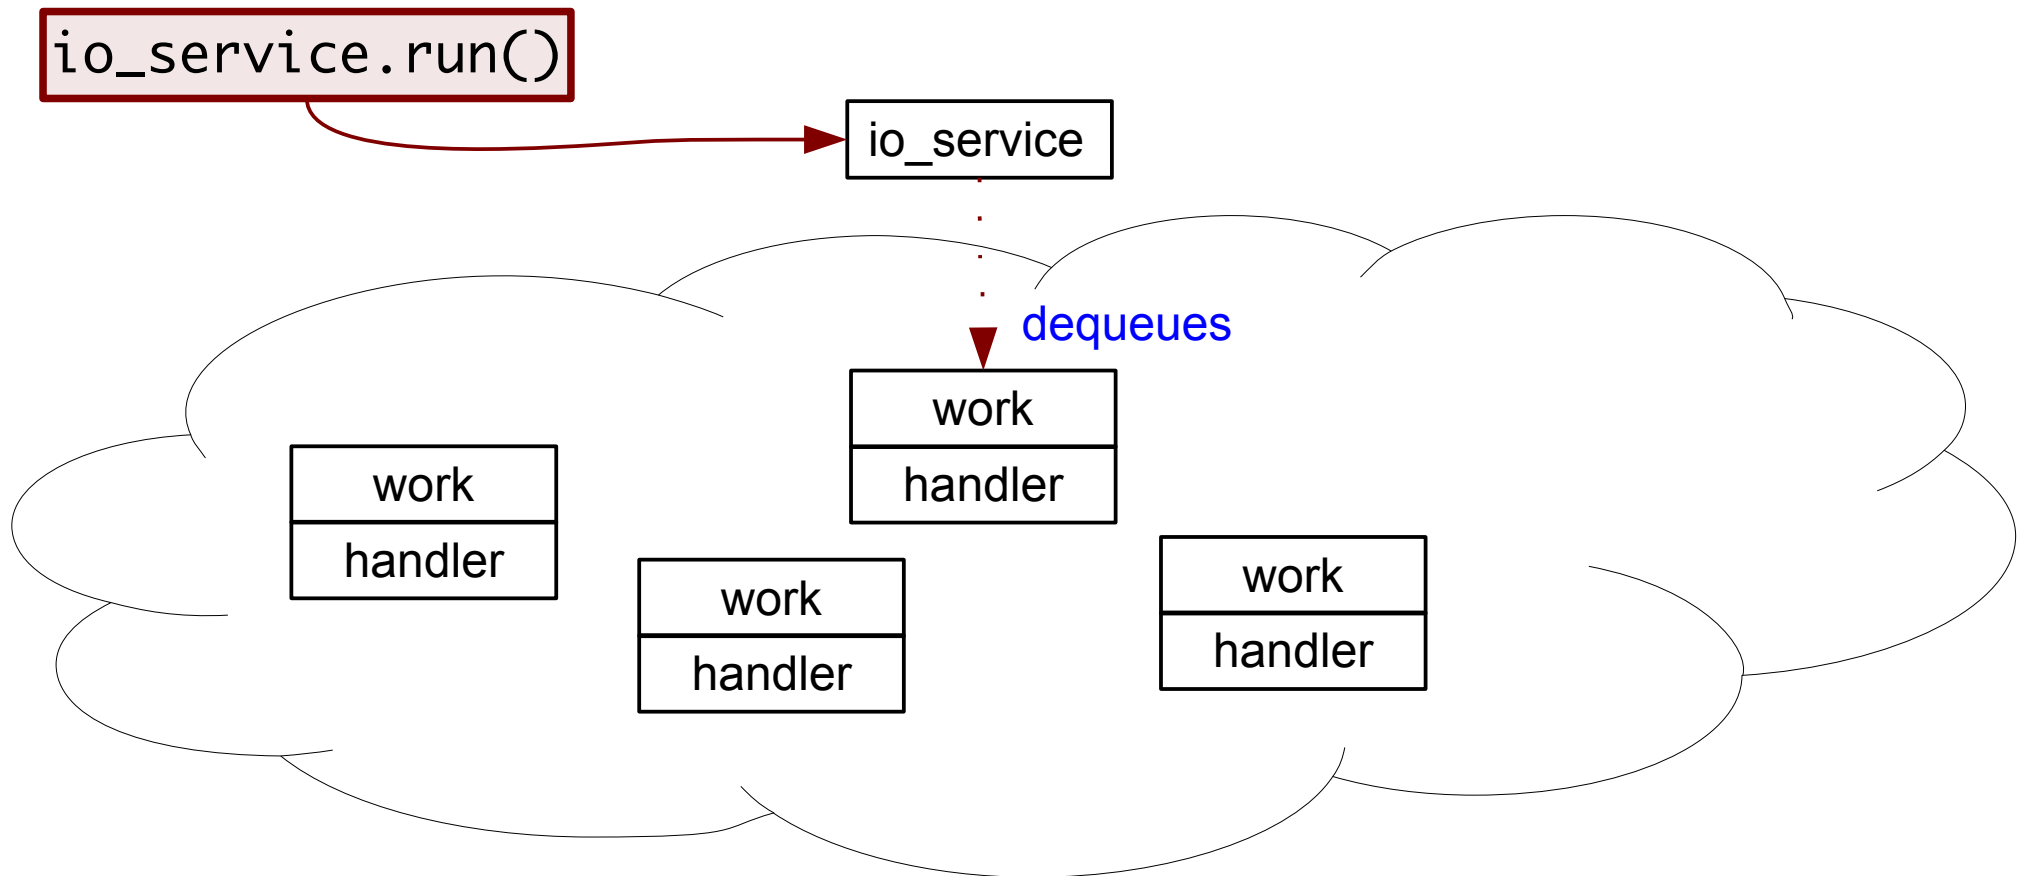 io_service.run()
io_service
dequeues
work
handler
work
handler
work
handler
work
handler